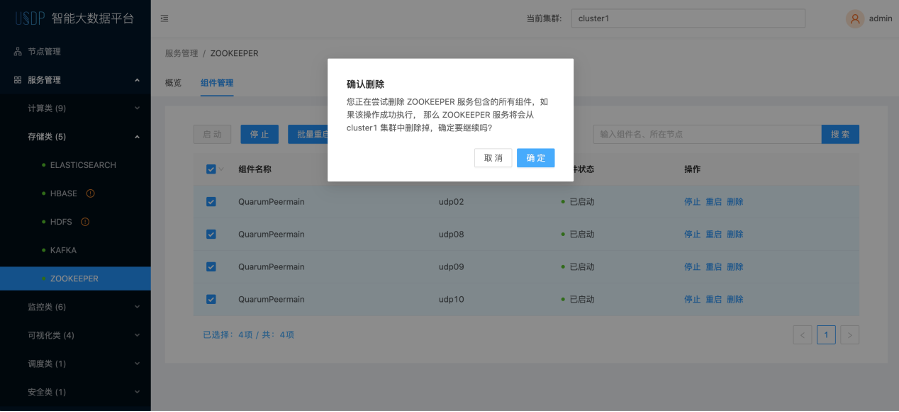 USDP 智能大数据平台
当前集群:
cluster1
admin
节点管理
服务管理
服务管理 / ZOOKEEPER
概览
组件管理
计算类 (9)
存储类 (5)
ELASTICSEARCH
HBASE
HDFS
KAFKA
ZOOKEEPER
监控类 (6)
可视化类 (4)
调度类 (1)
安全类 (1)
确认删除
您正在尝试删除 ZOOKEEPER 服务包含的所有组件，如
果该操作成功执行， 那么 ZOOKEEPER 服务将会从
cluster1 集群中删除掉，确定要继续吗?
取 消
确 定
启 动
停 止
批量重启
输入组件名、所在节点
搜 索
组件名称
件状态
操作
QuarumPeermain udp02 已启动 停止 重启 删除
QuarumPeermain udp08 已启动 停止 重启 删除
QuarumPeermain udp09 已启动 停止 重启 删除
QuarumPeermain udp10 已启动 停止 重启 删除
已选择：4项 / 共：4项
1